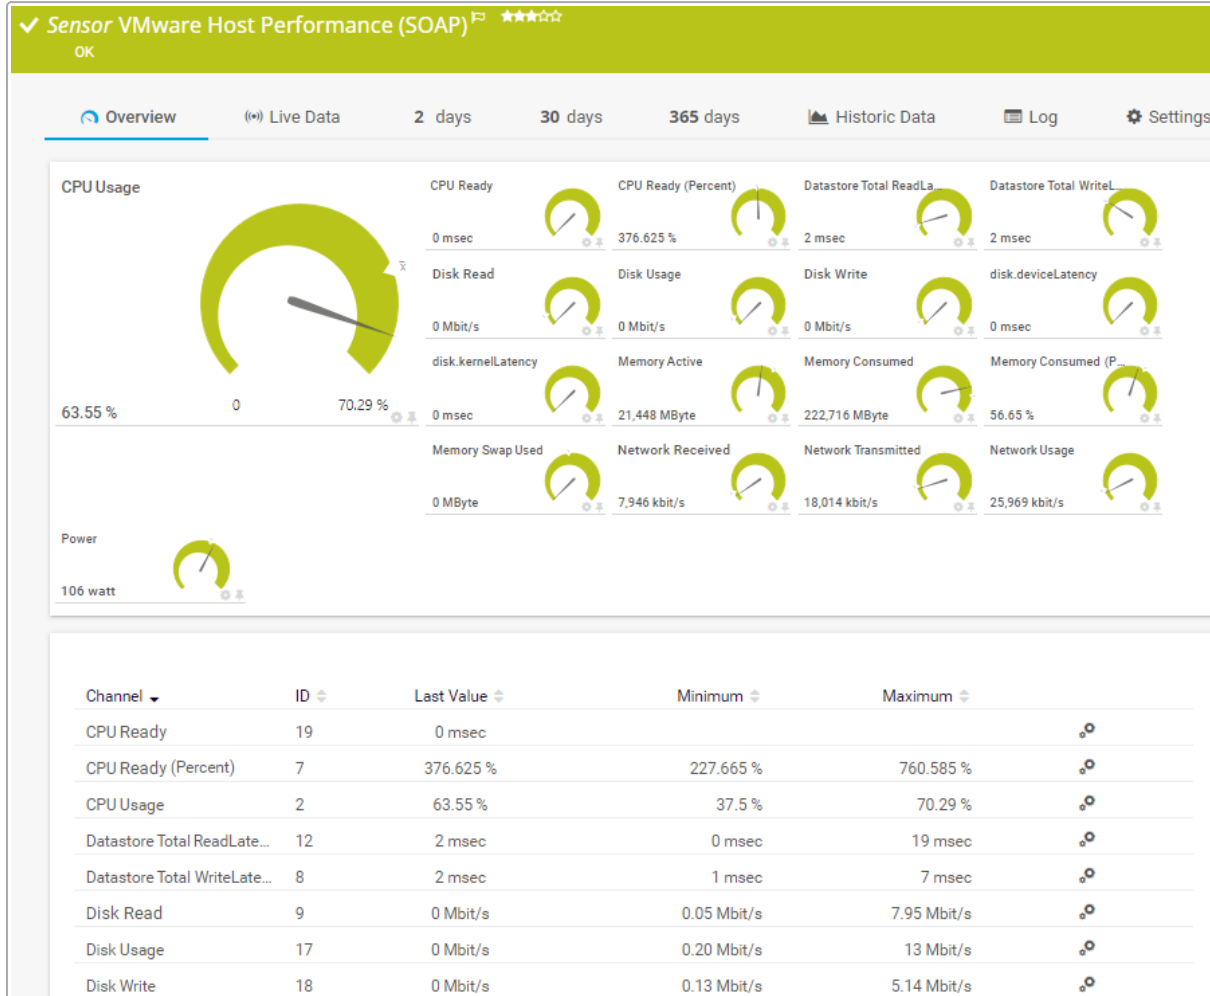 Sensor VMware Host Performance (SOAP)
OK
Overview Live Data 2 days 30 days 365 days Historic Data Log Settings
CPU Usage
63.55 %
0
70.29 %
x̄
CPU Ready
0 msec
CPU Ready (Percent)
376.625 %
Datastore Total ReadLa...
2 msec
Datastore Total WriteL...
2 msec
Disk Read
0 Mbit/s
Disk Usage
0 Mbit/s
Disk Write
0 Mbit/s
disk.deviceLatency
0 msec
disk.kernelLatency
0 msec
Memory Active
21,448 MByte
Memory Consumed
222,716 MByte
Memory Consumed (P...
56.65 %
Memory Swap Used
0 MByte
Network Received
7,946 kbit/s
Network Transmitted
18,014 kbit/s
Network Usage
25,969 kbit/s
Power
106 watt
Channel ID Last Value Minimum Maximum
CPU Ready 19 0 msec
CPU Ready (Percent) 7 376.625 % 227.665 % 760.585 %
CPU Usage 2 63.55 % 37.5 % 70.29 %
Datastore Total ReadLate... 12 2 msec 0 msec 19 msec
Datastore Total WriteLate... 8 2 msec 1 msec 7 msec
Disk Read 9 0 Mbit/s 0.05 Mbit/s 7.95 Mbit/s
Disk Usage 17 0 Mbit/s 0.20 Mbit/s 13 Mbit/s
Disk Write 18 0 Mbit/s 0.13 Mbit/s 5.14 Mbit/s